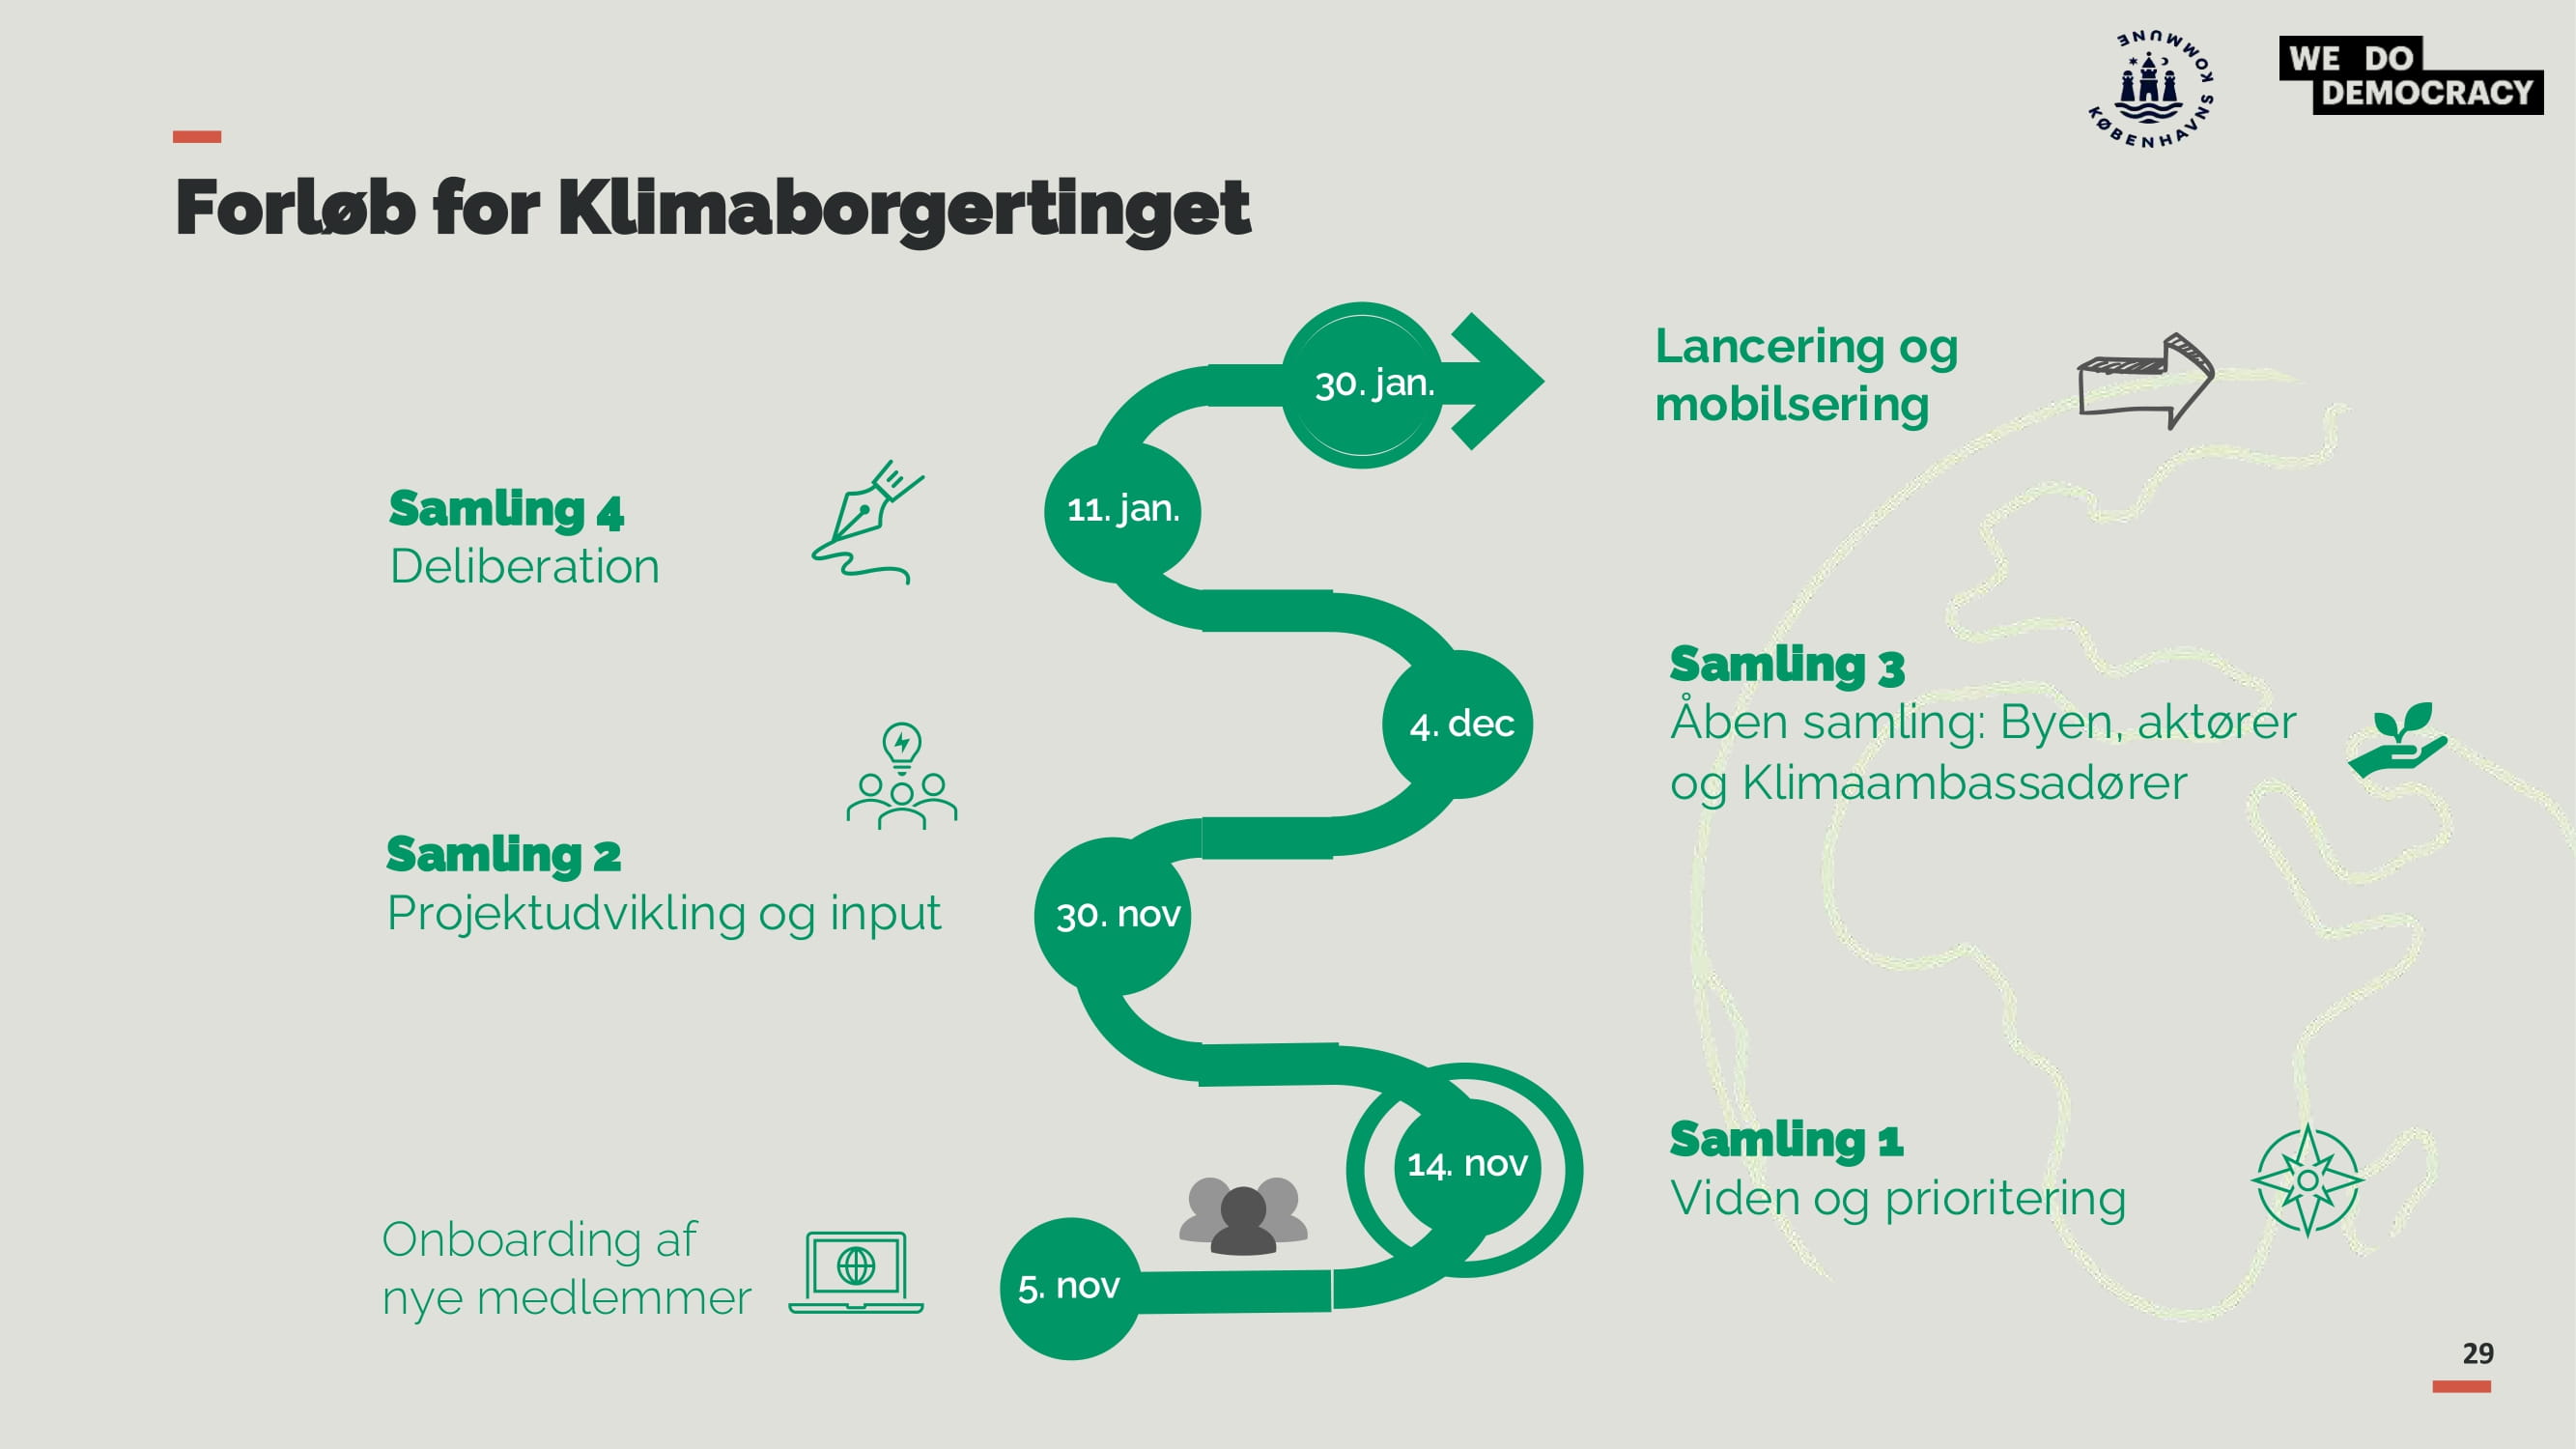 KØBENHAVNS KOMMUNE
WE DO
DEMOCRACY
Forløb for Klimaborgertinget
30. jan.
Lancering og
mobilsering
Samling 4
Deliberation
11. jan.
Samling 3
Åben samling: Byen, aktører
og Klimaambassadører
4. dec
Samling 2
Projektudvikling og input
30. nov
14. nov
Samling 1
Viden og prioritering
Onboarding af
nye medlemmer
5. nov
29